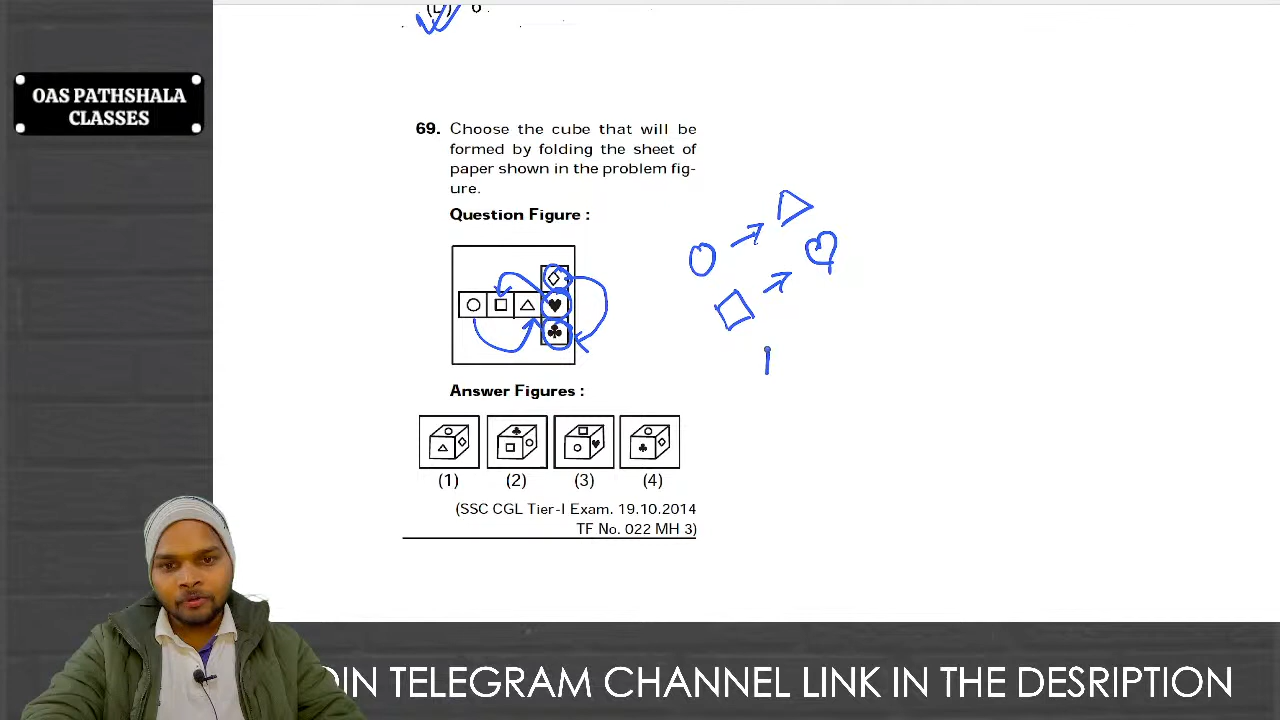 OAS PATHSHALA
CLASSES
69. Choose the cube that will be
formed by folding the sheet of
paper shown in the problem fig-
ure.
Question Figure :
Answer Figures :
(1) (2) (3) (4)
(SSC CGL Tier-I Exam. 19.10.2014
TF No. 022 MH 3)
IN TELEGRAM CHANNEL LINK IN THE DESRIPTION